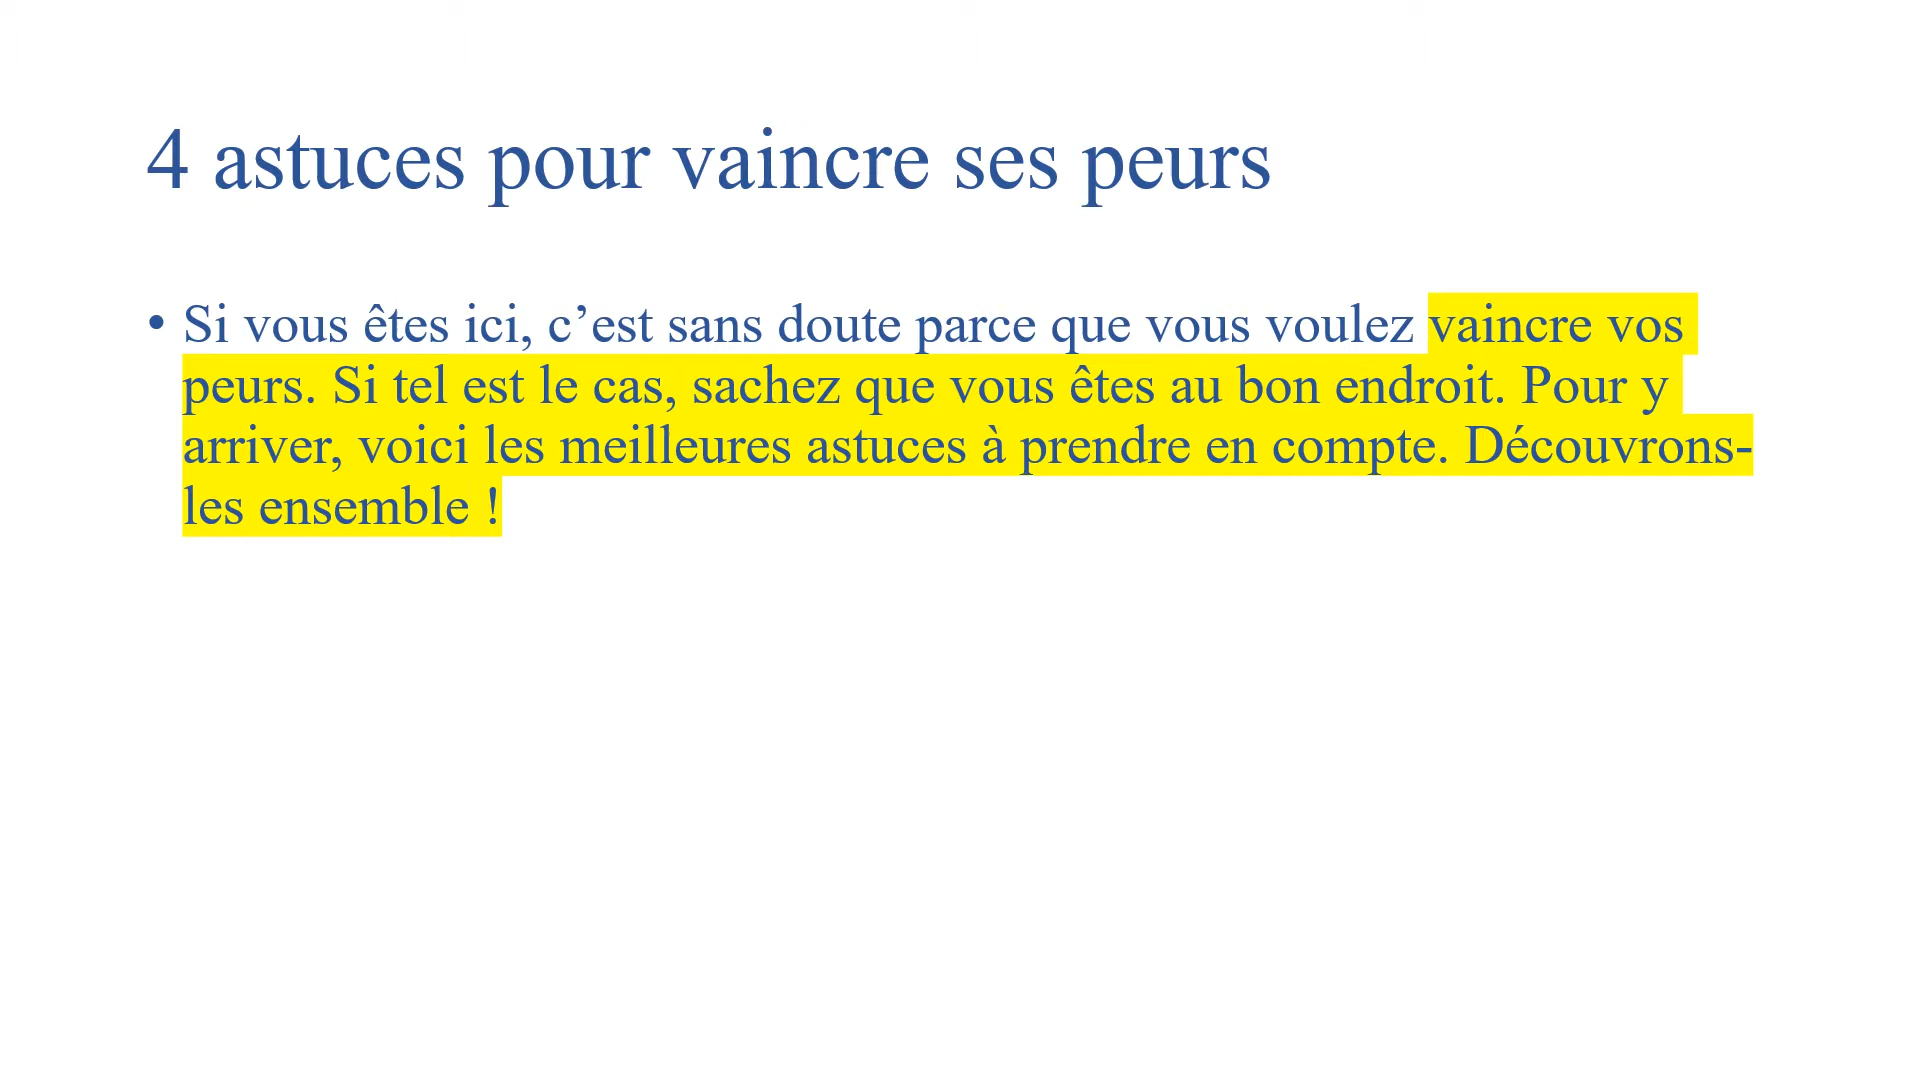 4 astuces pour vaincre ses peurs
• Si vous êtes ici, c’est sans doute parce que vous voulez vaincre vos
peurs. Si tel est le cas, sachez que vous êtes au bon endroit. Pour y
arriver, voici les meilleures astuces à prendre en compte. Découvrons-
les ensemble !